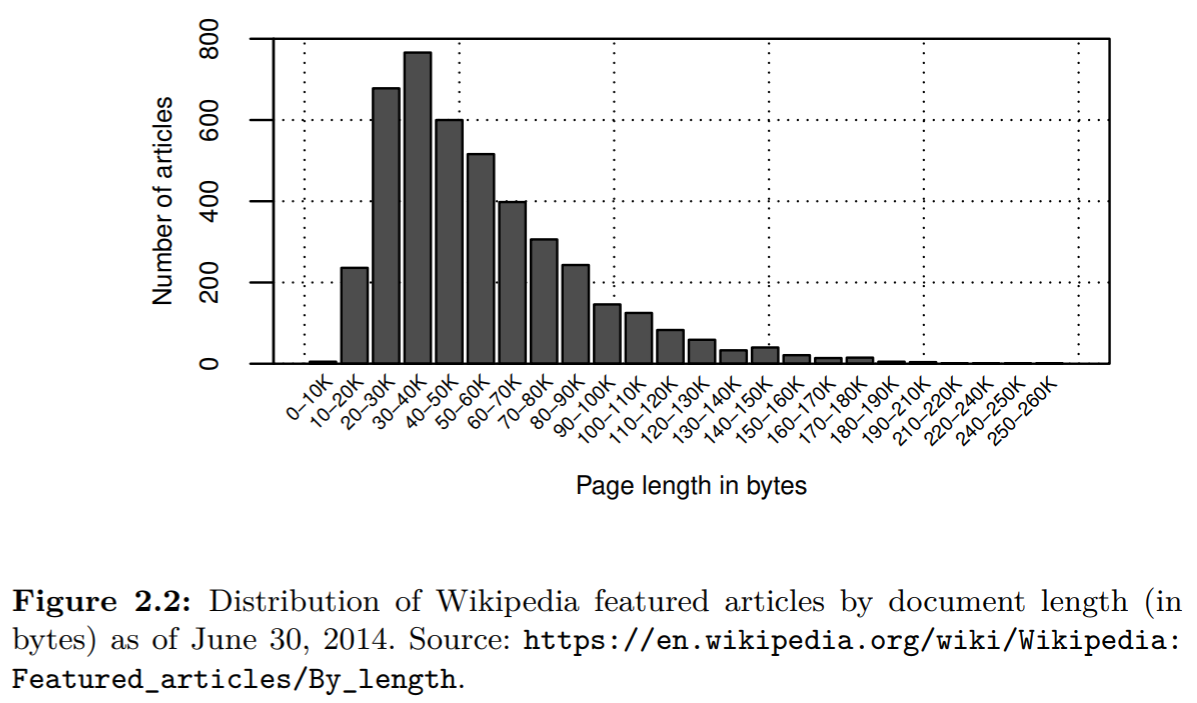 800
600
400
200
0
Number of articles
0–10K
10–20K
20–30K
30–40K
40–50K
50–60K
60–70K
70–80K
80–90K
90–100K
100–110K
110–120K
120–130K
130–140K
140–150K
150–160K
160–170K
170–180K
180–190K
190–210K
210–220K
220–240K
240–250K
250–260K
Page length in bytes
Figure 2.2: Distribution of Wikipedia featured articles by document length (in
bytes) as of June 30, 2014. Source: https://en.wikipedia.org/wiki/Wikipedia:
Featured_articles/By_length.